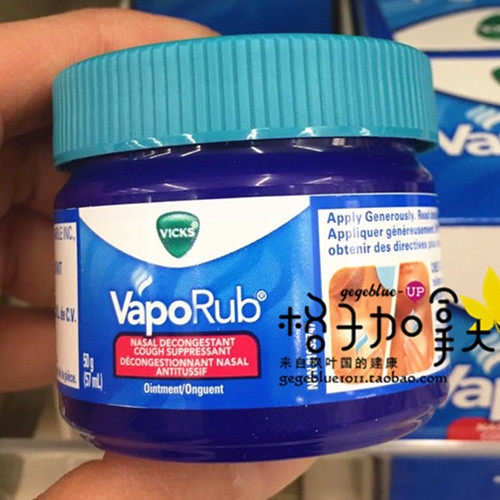 VICKS
VapoRub®
NASAL DECONGESTANT
COUGH SUPPRESSANT
DÉCONGESTIONNANT NASAL
ANTITUSSIF
Ointment/Onguent
50 g
(57 mL)
INC.,
de C.V.
Apply Generously. Read
Appliquer généreusement.
obtenir des directives
gegeblue-UP
格子加拿大
来自枫叶国的健康
gegeblue1011.taobao.com
Va
Vapo